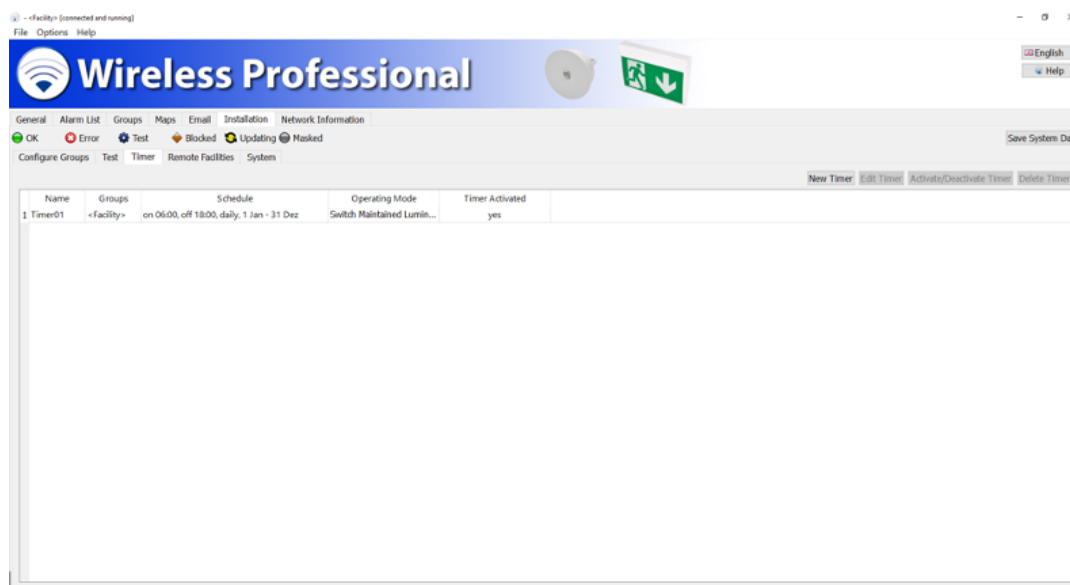 - <Facility> [connected and running]
File Options Help
Wireless Professional
English
Help
General Alarm List Groups Maps Email Installation Network Information
OK Error Test Blocked Updating Masked
Save System Da
Configure Groups Test Timer Remote Facilities System
New Timer Edit Timer Activate/Deactivate Timer Delete Timer
Name Groups Schedule Operating Mode Timer Activated
1 Timer01 <Facility> on 06:00, off 18:00, daily, 1 Jan - 31 Dez Switch Maintained Lumin... yes